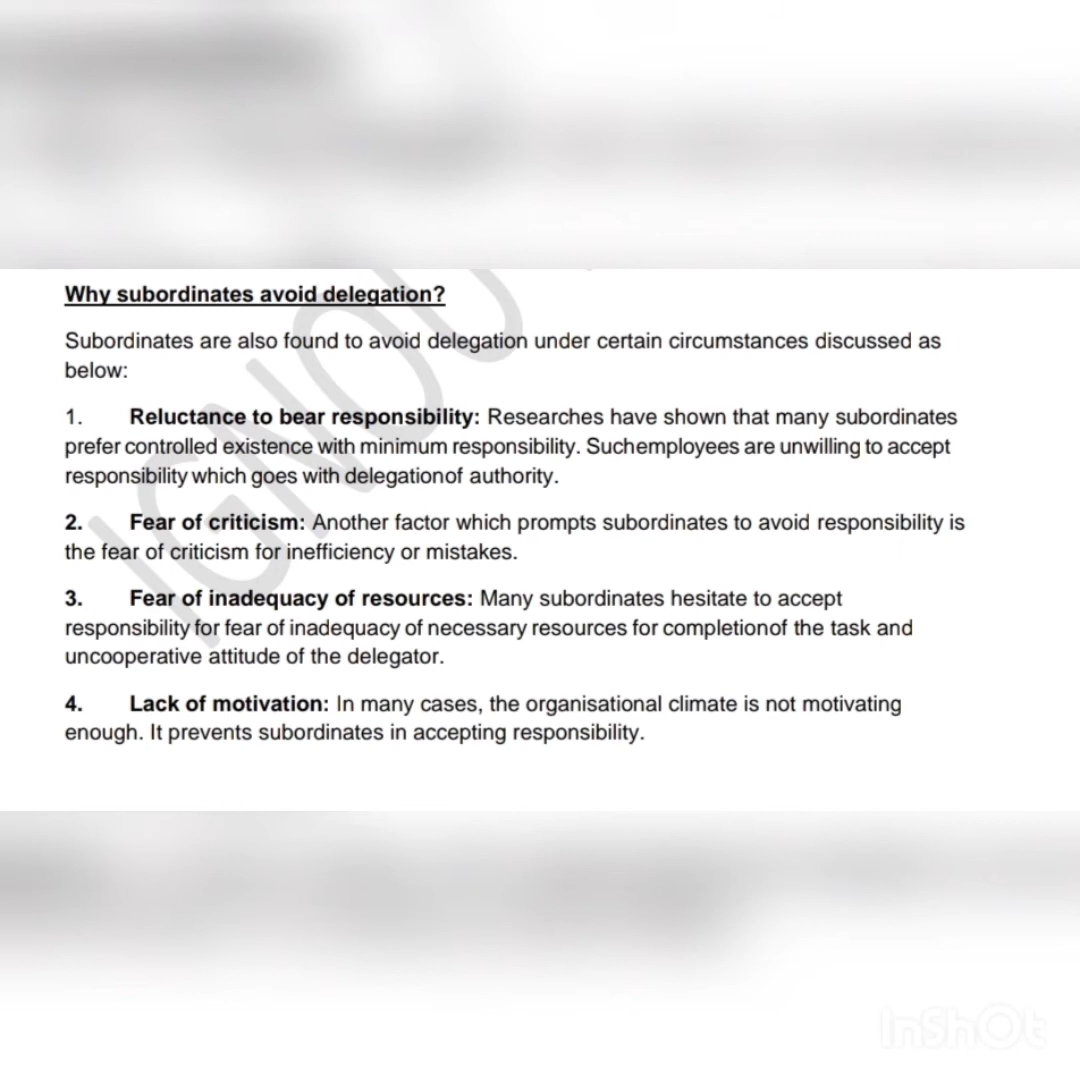 Why subordinates avoid delegation?
Subordinates are also found to avoid delegation under certain circumstances discussed as
below:
1. Reluctance to bear responsibility: Researches have shown that many subordinates
prefer controlled existence with minimum responsibility. Suchemployees are unwilling to accept
responsibility which goes with delegationof authority.
2. Fear of criticism: Another factor which prompts subordinates to avoid responsibility is
the fear of criticism for inefficiency or mistakes.
3. Fear of inadequacy of resources: Many subordinates hesitate to accept
responsibility for fear of inadequacy of necessary resources for completionof the task and
uncooperative attitude of the delegator.
4. Lack of motivation: In many cases, the organisational climate is not motivating
enough. It prevents subordinates in accepting responsibility.
IGNOU
InShOt